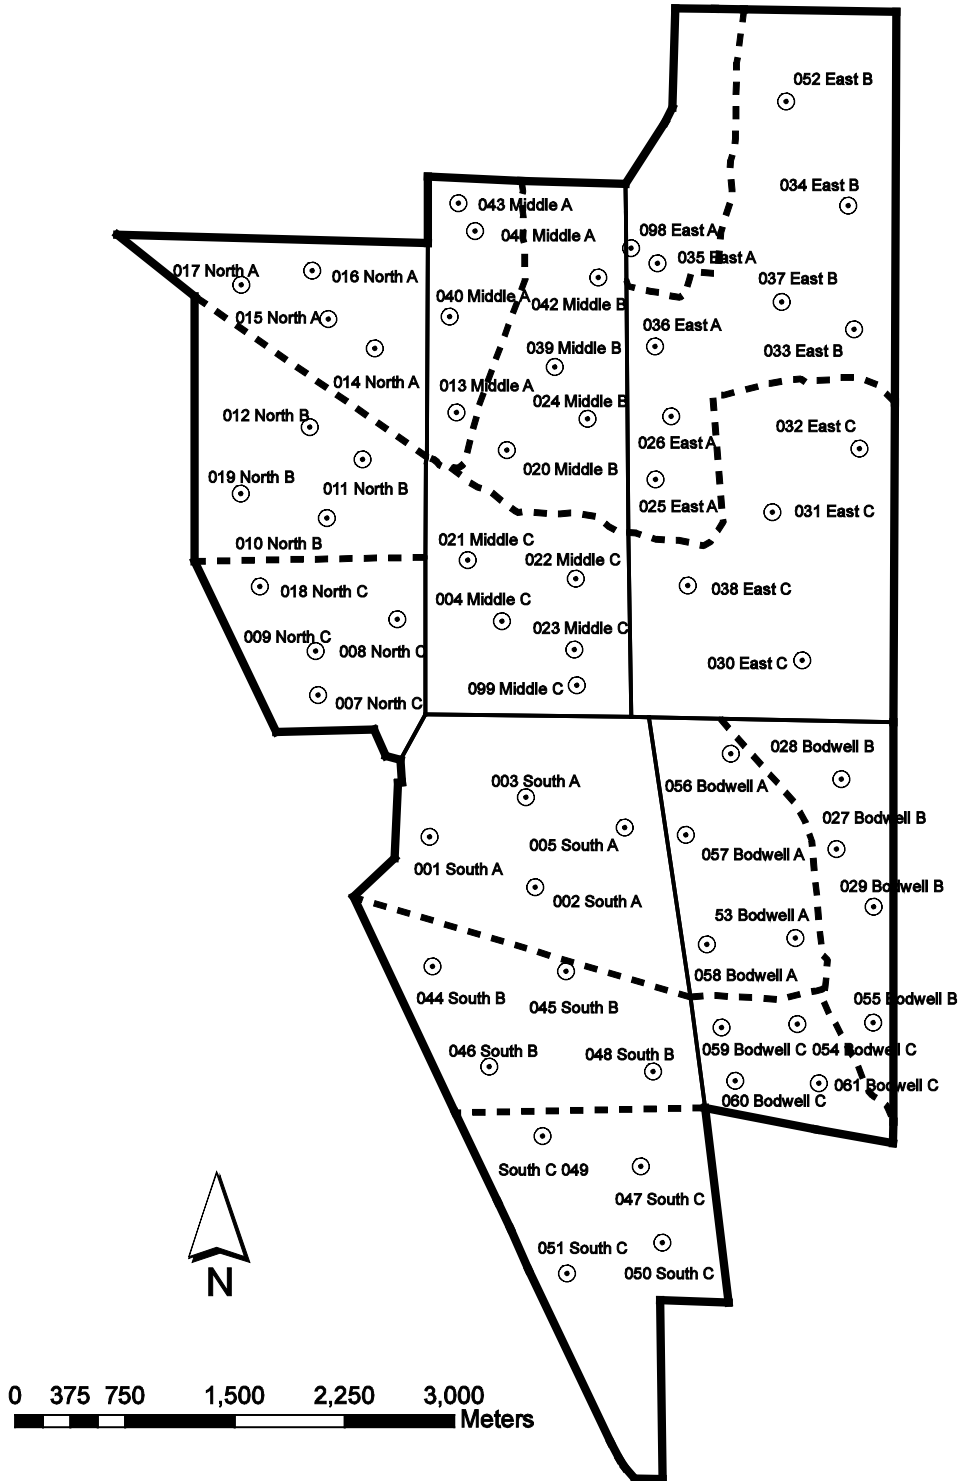 052 East B
034 East B
043 Middle A
041 Middle A
098 East A
035 East A
017 North A
016 North A
037 East B
040 Middle A
042 Middle B
015 North A
036 East A
039 Middle B
033 East B
014 North A
013 Middle A
024 Middle B
012 North B
032 East C
026 East A
020 Middle B
019 North B
011 North B
025 East A
031 East C
010 North B
021 Middle C
022 Middle C
018 North C
038 East C
004 Middle C
023 Middle C
009 North C
008 North C
030 East C
099 Middle C
007 North C
028 Bodwell B
003 South A
056 Bodwell A
027 Bodwell B
005 South A
057 Bodwell A
001 South A
029 Bodwell B
002 South A
53 Bodwell A
058 Bodwell A
044 South B
045 South B
055 Bodwell B
046 South B
048 South B
059 Bodwell C
054 Bodwell C
061 Bodwell C
060 Bodwell C
South C 049
047 South C
051 South C
050 South C
N
0 375 750 1,500 2,250 3,000
Meters